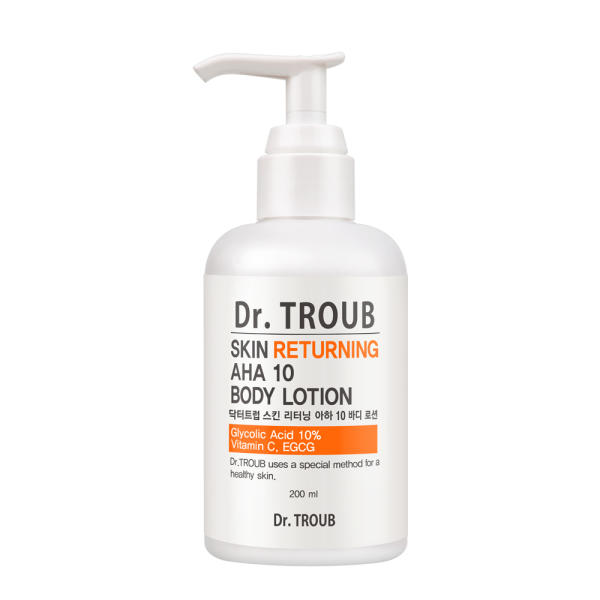 Dr. TROUB
SKIN RETURNING
AHA 10
BODY LOTION
닥터트럽 스킨 리터닝 아하 10 바디 로션
Glycolic Acid 10%
Vitamin C, EGCG
Dr.TROUB uses a special method for a
healthy skin.
200 ml
Dr. TROUB